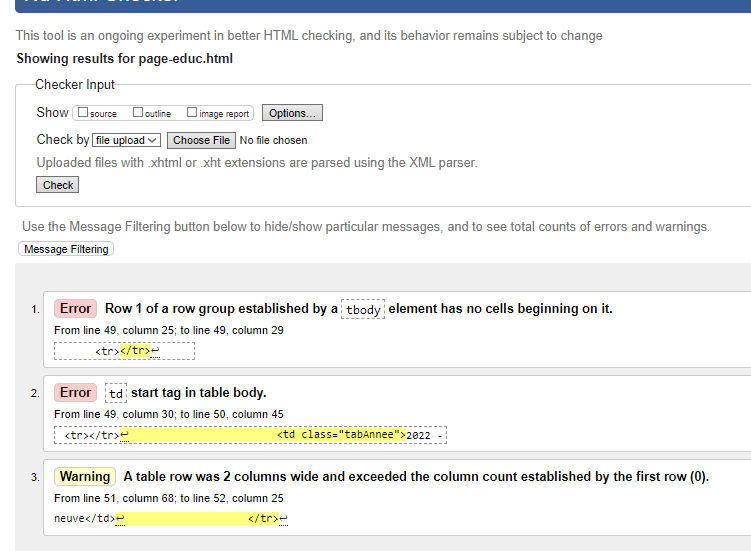 This tool is an ongoing experiment in better HTML checking, and its behavior remains subject to change
Showing results for page-educ.html
Checker Input
Show source outline image report Options...
Check by file upload Choose File No file chosen
Uploaded files with .xhtml or .xht extensions are parsed using the XML parser.
Check
Use the Message Filtering button below to hide/show particular messages, and to see total counts of errors and warnings.
Message Filtering
1. Error Row 1 of a row group established by a tbody element has no cells beginning on it.
From line 49, column 25; to line 49, column 29
<tr></tr>↩
2. Error td start tag in table body.
From line 49, column 30; to line 50, column 45
<tr></tr>↩ <td class="tabAnnee">2022 -
3. Warning A table row was 2 columns wide and exceeded the column count established by the first row (0).
From line 51, column 68; to line 52, column 25
neuve</td>↩ </tr>↩